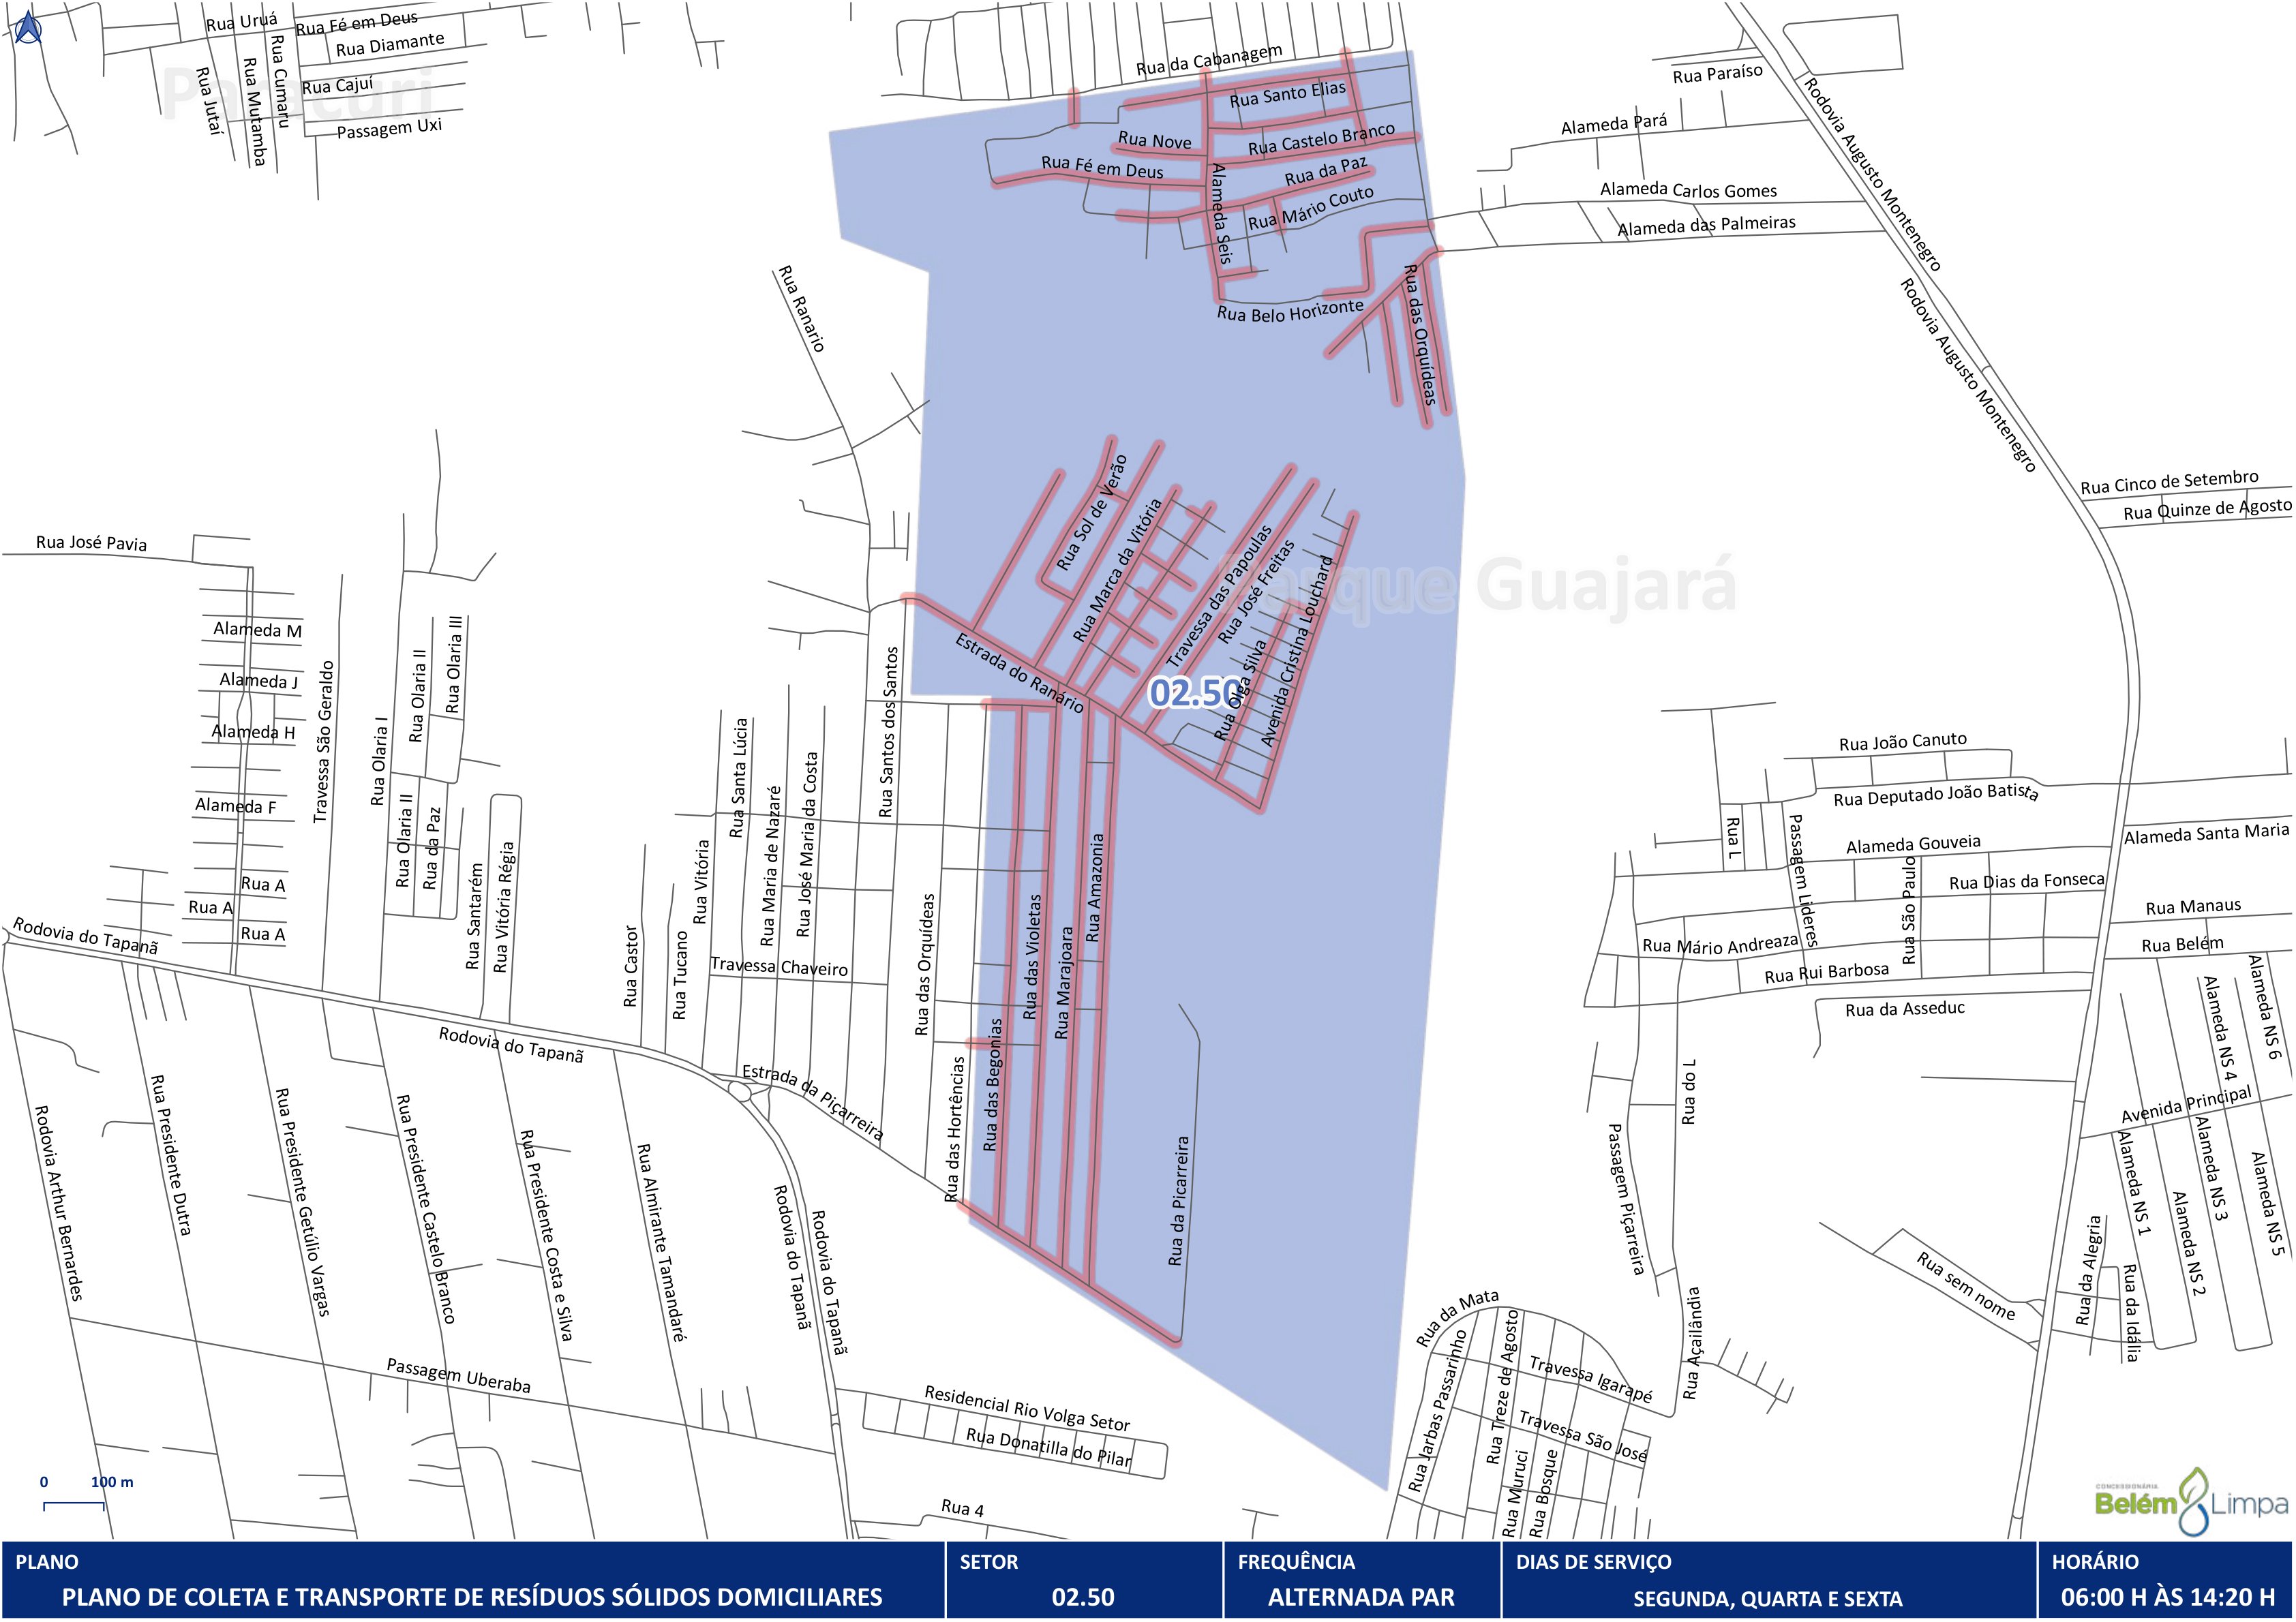 Rua Uruá
Rua Fé em Deus
Rua Diamante
Rua Cajuí
Passagem Uxi
Rua Jutaí
Rua Mutamba
Rua Cumaru
Paracuri
Rua da Cabanagem
Rua Santo Elias
Rua Nove
Rua Castelo Branco
Rua Fé em Deus
Rua da Paz
Rua Mário Couto
Alameda Seis
Rua Belo Horizonte
Rua das Orquídeas
Rua Paraíso
Alameda Pará
Alameda Carlos Gomes
Alameda das Palmeiras
Rodovia Augusto Montenegro
Rodovia Augusto Montenegro
Rua Cinco de Setembro
Rua Quinze de Agosto
Rua Ranario
Rua Sol de Verão
Rua Marca da Vitória
Travessa das Papoulas
Rua José Freitas
Rua Olga Silva
Avenida Cristina Louchard
Parque Guajará
Estrada do Ranário
02.50
Rua José Pavia
Alameda M
Alameda J
Alameda H
Alameda F
Rua A
Rua A
Rua A
Travessa São Geraldo
Rua Olaria I
Rua Olaria II
Rua Olaria III
Rua Olaria II
Rua da Paz
Rua Santarém
Rua Vitória Régia
Rodovia do Tapanã
Rodovia do Tapanã
Rua Castor
Rua Tucano
Rua Vitória
Rua Santa Lúcia
Rua Maria de Nazaré
Rua José Maria da Costa
Rua Santos dos Santos
Travessa Chaveiro
Estrada da Piçarreira
Rua das Orquídeas
Rua das Hortências
Rua das Begonias
Rua das Violetas
Rua Marajoara
Rua Amazonia
Rua da Picarreira
Rua João Canuto
Rua Deputado João Batista
Rua L
Passagem Lideres
Alameda Gouveia
Rua Dias da Fonseca
Rua São Paulo
Rua Mário Andreaza
Rua Rui Barbosa
Rua da Asseduc
Alameda Santa Maria
Rua Manaus
Rua Belém
Alameda NS 6
Alameda NS 4
Avenida Principal
Alameda NS 1
Alameda NS 2
Alameda NS 3
Alameda NS 5
Rua da Alegria
Rua da Idália
Rua sem nome
Rua do L
Passagem Piçarreira
Rua Açailândia
Rua da Mata
Rua Jarbas Passarinho
Rua Treze de Agosto
Travessa Igarapé
Travessa São José
Rua Muruci
Rua Bosque
Rodovia Arthur Bernardes
Rua Presidente Dutra
Rua Presidente Getúlio Vargas
Rua Presidente Castelo Branco
Rua Presidente Costa e Silva
Rua Almirante Tamandaré
Rodovia do Tapanã
Rodovia do Tapanã
Passagem Uberaba
Residencial Rio Volga Setor
Rua Donatilla do Pilar
Rua 4
0 100 m
CONCESSIONÁRIA
Belém Limpa
PLANO
PLANO DE COLETA E TRANSPORTE DE RESÍDUOS SÓLIDOS DOMICILIARES
SETOR
02.50
FREQUÊNCIA
ALTERNADA PAR
DIAS DE SERVIÇO
SEGUNDA, QUARTA E SEXTA
HORÁRIO
06:00 H ÀS 14:20 H